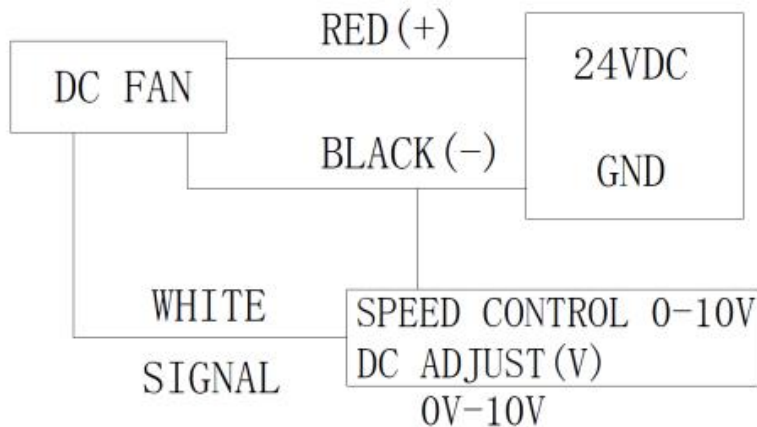 RED(+)
24VDC
DC FAN
BLACK(-)
GND
WHITE
SPEED CONTROL 0-10V
DC ADJUST(V)
SIGNAL
0V-10V